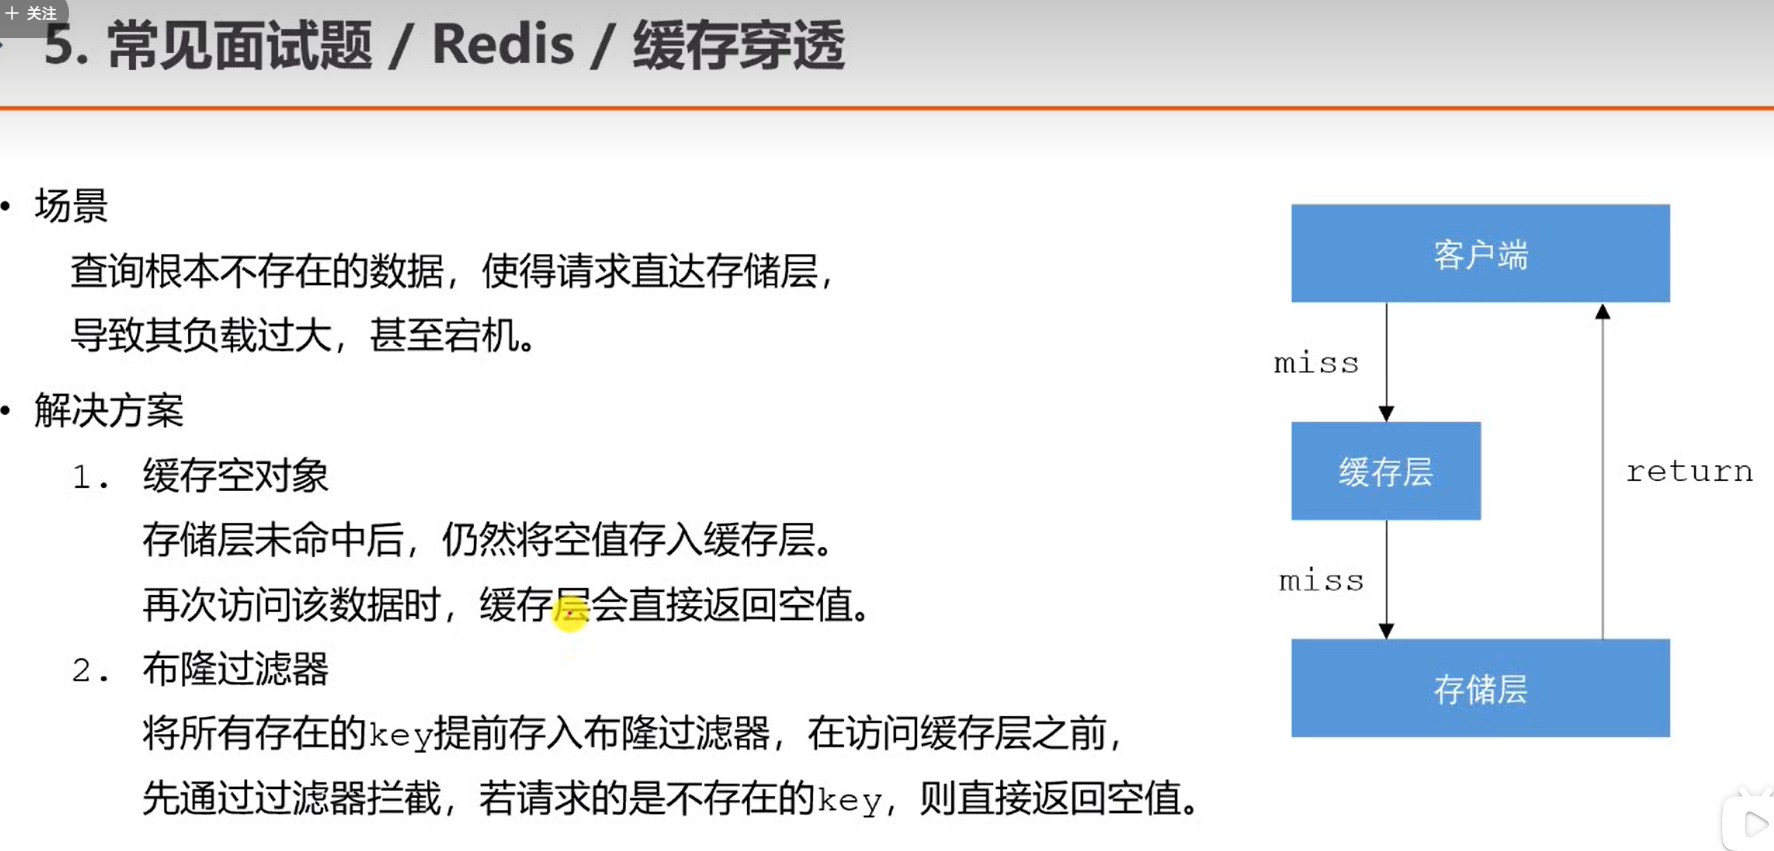 + 关注
5. 常见面试题 / Redis / 缓存穿透
• 场景
查询根本不存在的数据，使得请求直达存储层，
导致其负载过大，甚至宕机。
• 解决方案
1. 缓存空对象
存储层未命中后，仍然将空值存入缓存层。
再次访问该数据时，缓存层会直接返回空值。
2. 布隆过滤器
将所有存在的key提前存入布隆过滤器，在访问缓存层之前，
先通过过滤器拦截，若请求的是不存在的key，则直接返回空值。
客户端
miss
缓存层
return
miss
存储层